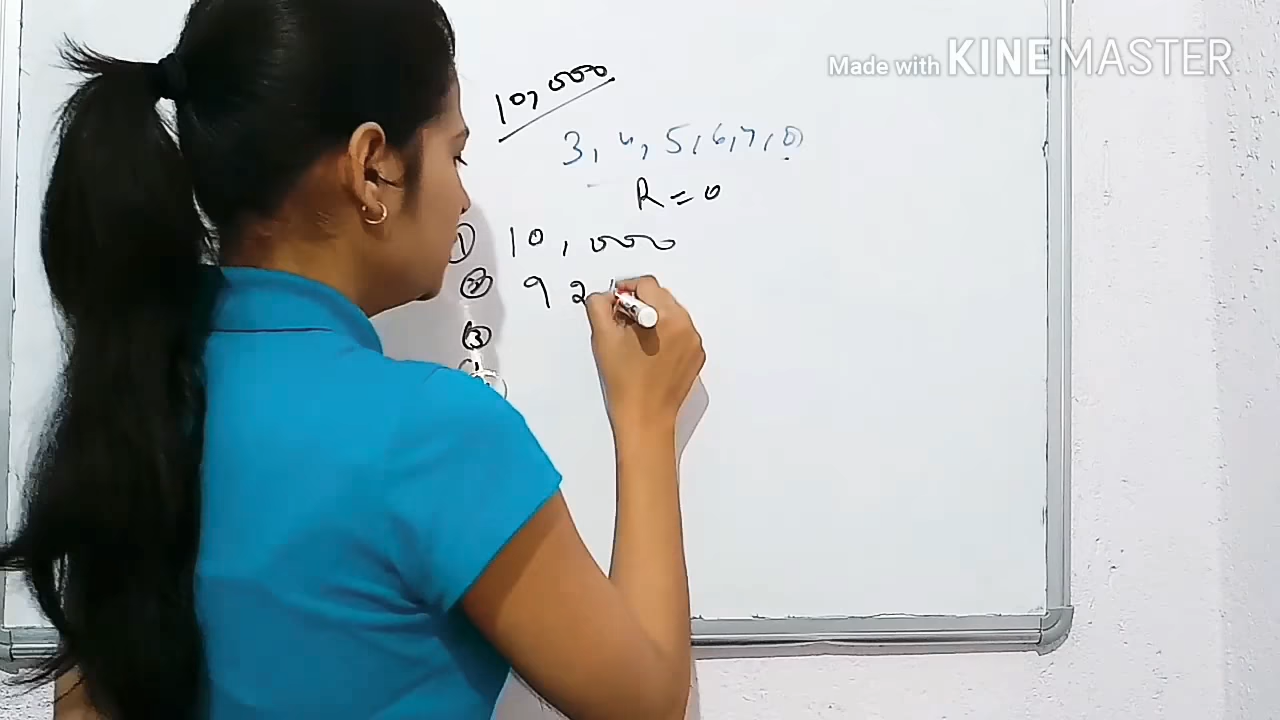 Made with KINEMASTER
10,000
3, 4, 5, 6, 7, 8,
R = 0
① 10,000
② 92
③